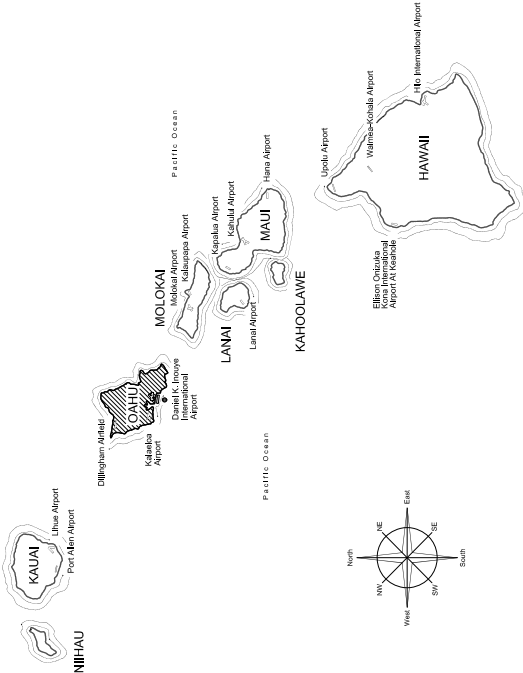 KAUAI
Lihue Airport
Port Allen Airport
NIIHAU
Dillingham Airfield
OAHU
Kalaeloa
Airport
Daniel K. Inouye
International
Airport
MOLOKAI
Molokai Airport
Kalaupapa Airport
LANAI
Lanai Airport
Kapalua Airport
Kahului Airport
Hana Airport
MAUI
KAHOOLAWE
Pacific Ocean
Pacific Ocean
Upolu Airport
Waimea-Kohala Airport
Hilo International Airport
HAWAII
Ellison Onizuka
Kona International
Airport At Keahole
North
NE
East
SE
South
SW
West
NW